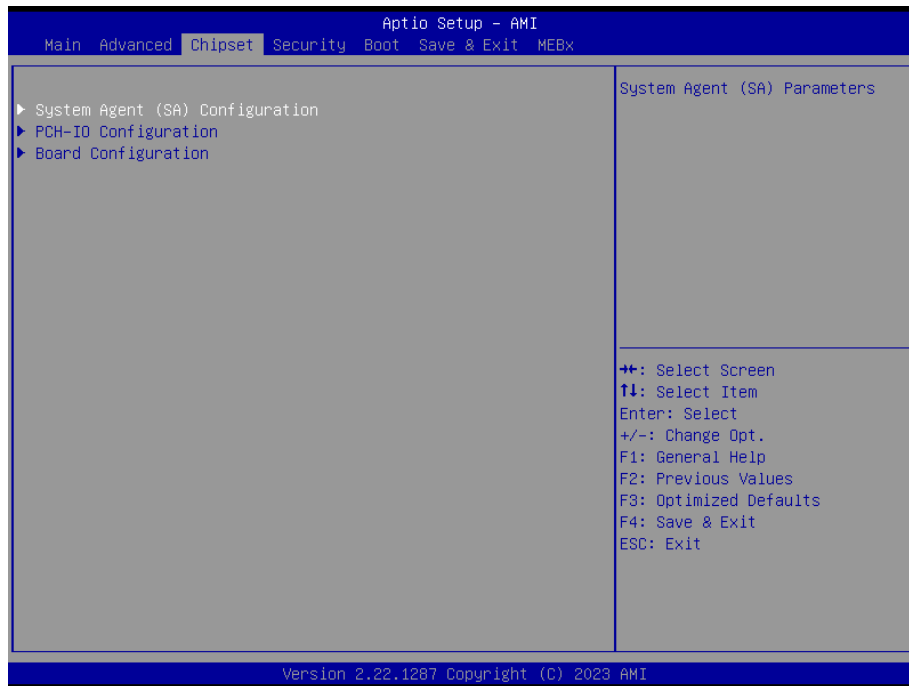 Aptio Setup – AMI
Main Advanced Chipset Security Boot Save & Exit MEBx
▶ System Agent (SA) Configuration
▶ PCH-IO Configuration
▶ Board Configuration
System Agent (SA) Parameters
→←: Select Screen
↑↓: Select Item
Enter: Select
+/-: Change Opt.
F1: General Help
F2: Previous Values
F3: Optimized Defaults
F4: Save & Exit
ESC: Exit
Version 2.22.1287 Copyright (C) 2023 AMI